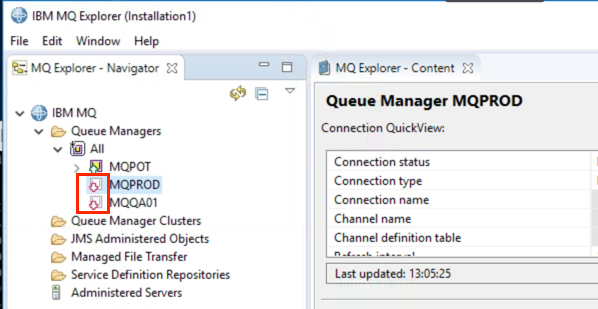 IBM MQ Explorer (Installation1)
File Edit Window Help
MQ Explorer - Navigator
IBM MQ
Queue Managers
All
MQPOT
MQPROD
MQQA01
Queue Manager Clusters
JMS Administered Objects
Managed File Transfer
Service Definition Repositories
Administered Servers
MQ Explorer - Content
Queue Manager MQPROD
Connection QuickView:
Connection status
Connection type
Connection name
Channel name
Channel definition table
Refresh interval
Last updated: 13:05:25